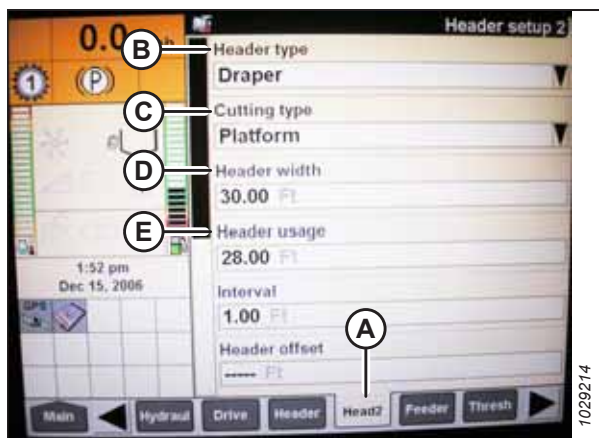 0.0
Header setup 2
B
Header type
1
(P)
Draper
C
Cutting type
Platform
D
Header width
30.00 Ft
E
Header usage
28.00 Ft
1:52 pm
Dec 15, 2006
Interval
1.00 Ft
GPS
A
Header offset
----- Ft
Main
Hydraul
Drive
Header
Head2
Feeder
Thresh
1029214